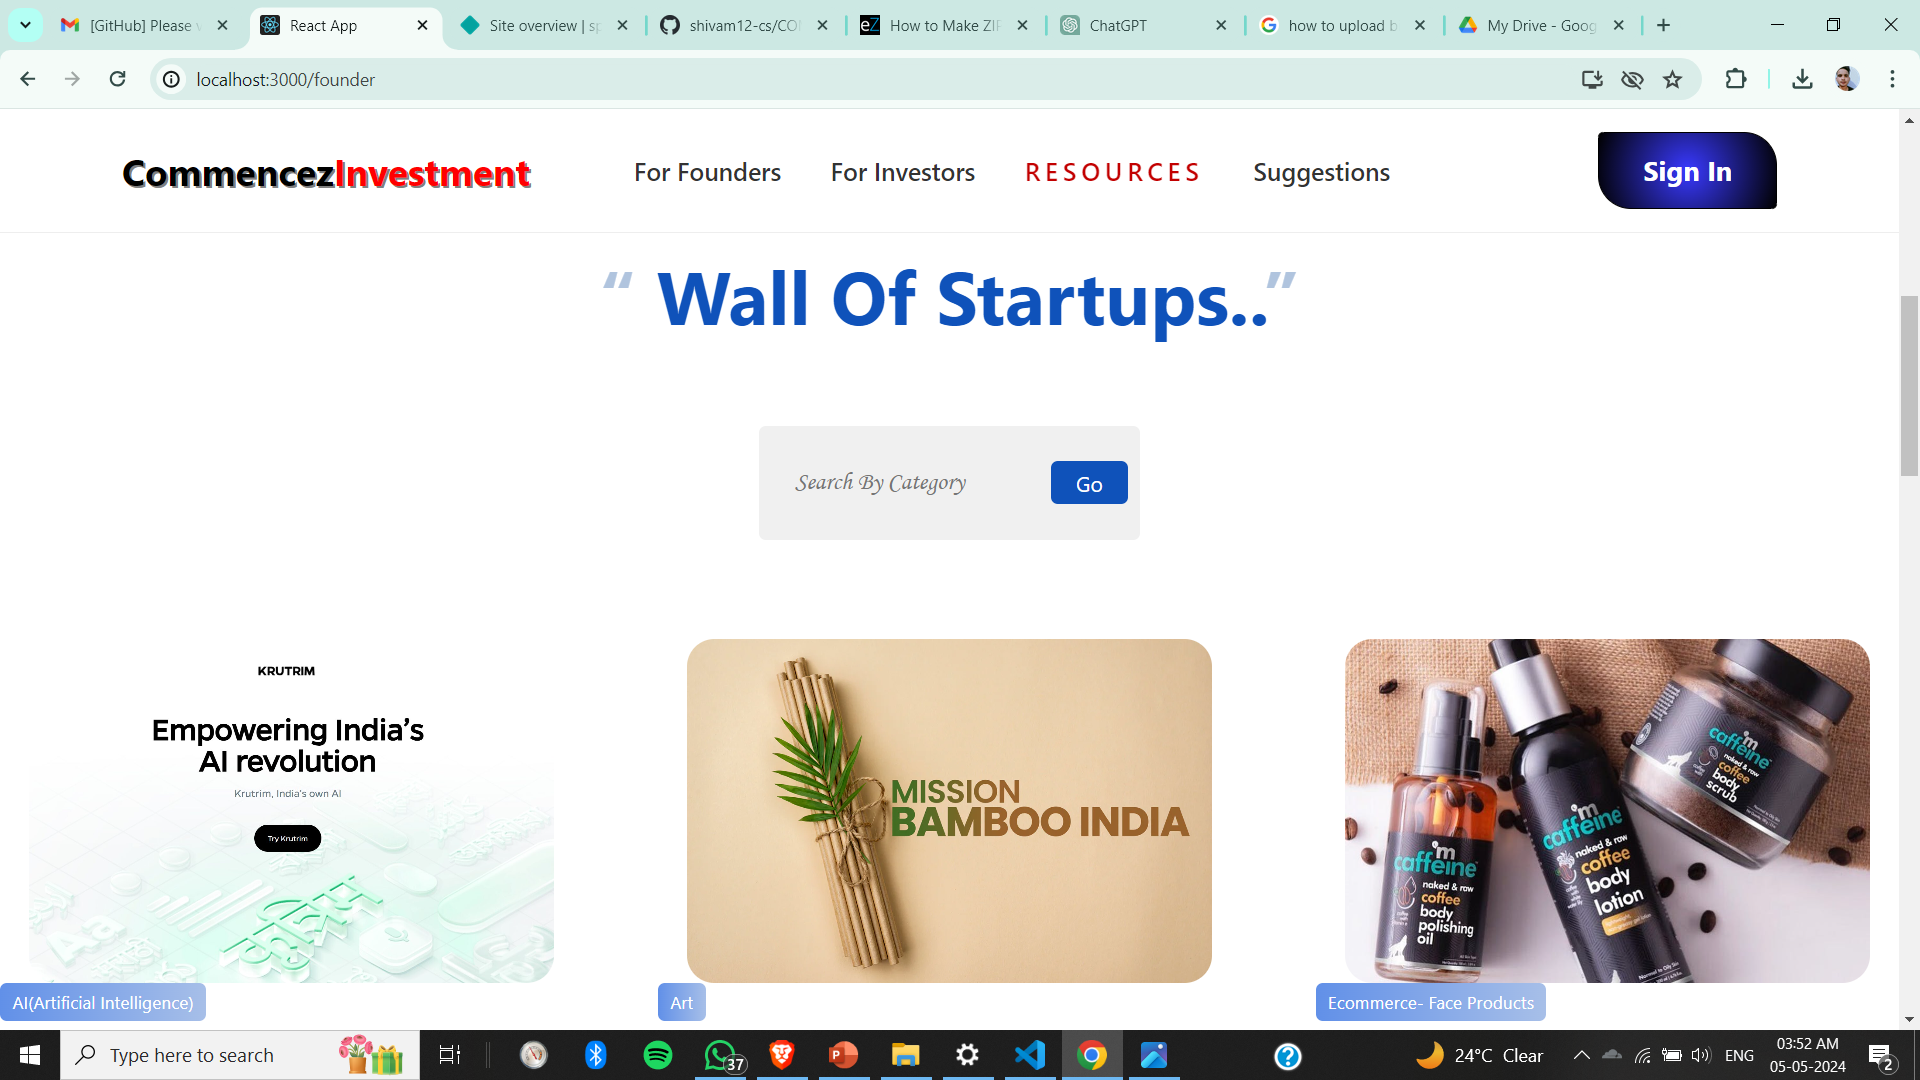 [GitHub] Please v
React App
Site overview | sp
shivam12-cs/CO
How to Make ZI
ChatGPT
how to upload b
My Drive - Goog
localhost:3000/founder
CommencezInvestment
For Founders
For Investors
RESOURCES
Suggestions
Sign In
“ Wall Of Startups..”
Search By Category
Go
KRUTRIM
Empowering India’s
AI revolution
Krutrim, India’s own AI
Try Krutrim
MISSION
BAMBOO INDIA
m
caffeine
naked & raw
coffee
body
polishing
oil
m
caffeine
naked & raw
coffee
body
lotion
m
caffeine
naked & raw
coffee
body
scrub
AI(Artificial Intelligence)
Art
Ecommerce- Face Products
Type here to search
37
24°C Clear
ENG
03:52 AM
05-05-2024
2